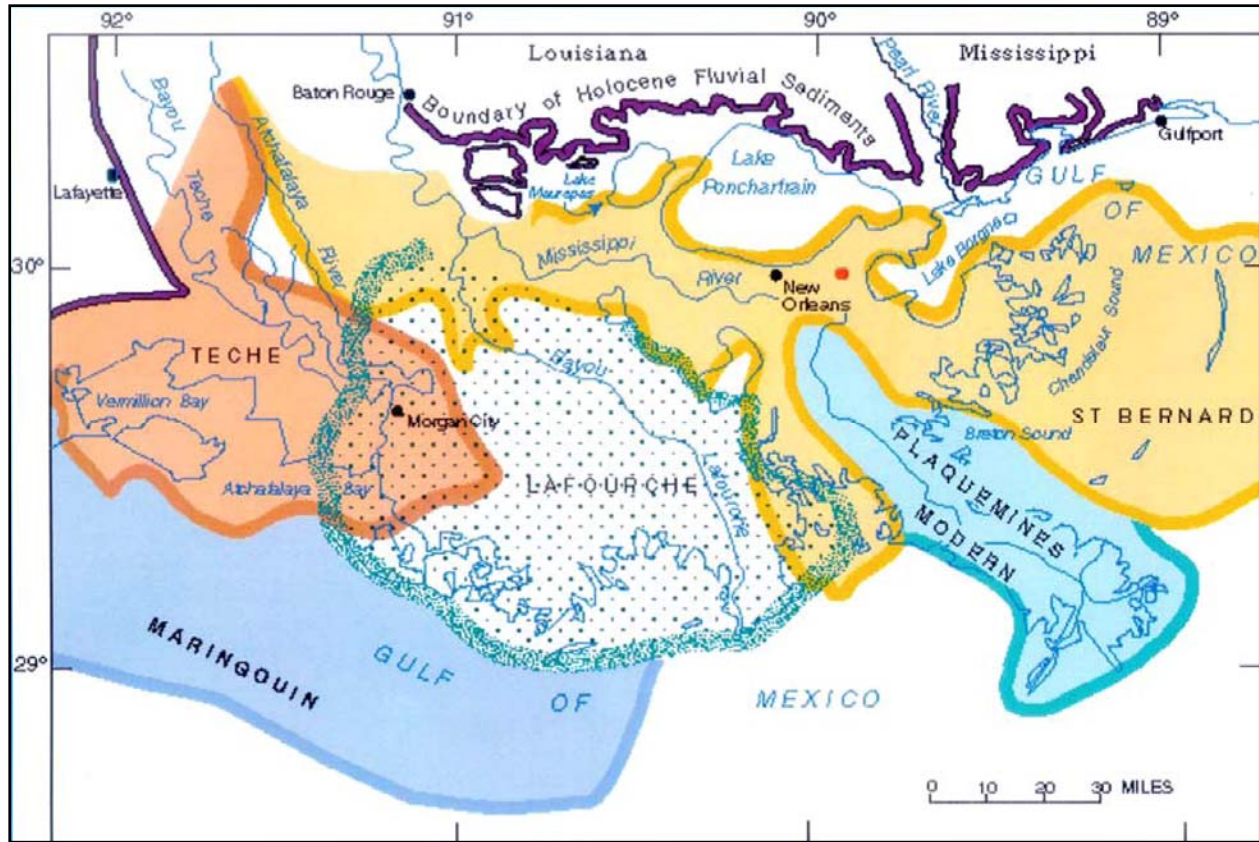 92°
91°
90°
89°
Louisiana
Mississippi
Baton Rouge
Boundary of Holocene Fluvial Sediments
Pearl River
Gulfport
Bayou
Teche
Atchafalaya
River
Lafayette
Lake
Maurepas
Lake
Ponchartrain
GULF
OF
MEXICO
Lake Borgne
30°
Mississippi
River
New
Orleans
Chandeleur Sound
TECHE
Vermillion Bay
Morgan City
Atchafalaya Bay
Bayou
Lafourche
LAFOURCHE
Breton Sound
ST BERNARD
PLAQUEMINES
MODERN
29°
MARINGOUIN
GULF
OF
MEXICO
0 10 20 30 MILES